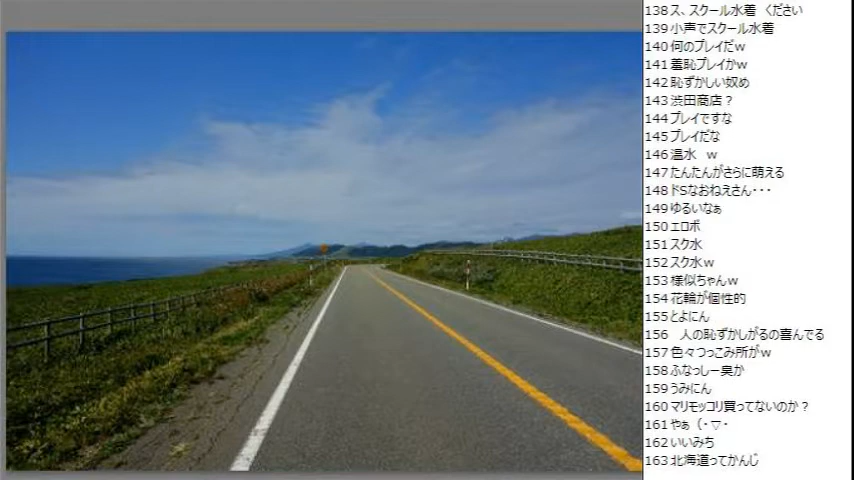 138ス、スクール水着　ください
139小声でスクール水着
140何のプレイだｗ
141羞恥プレイかｗ
142恥ずかしい奴め
143渋田商店？
144プレイですな
145プレイだな
146温水　ｗ
147たんたんがさらに萌える
148ドSなおねえさん・・・
149ゆるいなぁ
150エロボ
151スク水
152スク水ｗ
153様似ちゃんｗ
154花輪が個性的
155とよにん
156　人の恥ずかしがるの喜んでる
157色々つっこみ所がｗ
158ふなっしー臭か
159うみにん
160マリモッコリ買ってないのか？
161やぁ（・▽・
162いいみち
163北海道ってかんじ